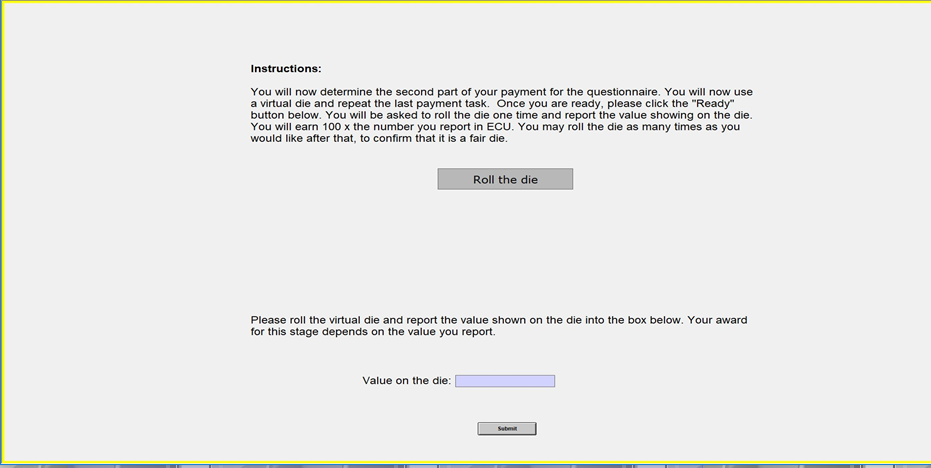 Instructions:
You will now determine the second part of your payment for the questionnaire. You will now use
a virtual die and repeat the last payment task. Once you are ready, please click the "Ready"
button below. You will be asked to roll the die one time and report the value showing on the die.
You will earn 100 x the number you report in ECU. You may roll the die as many times as you
would like after that, to confirm that it is a fair die.
Roll the die
Please roll the virtual die and report the value shown on the die into the box below. Your award
for this stage depends on the value you report.
Value on the die:
Submit